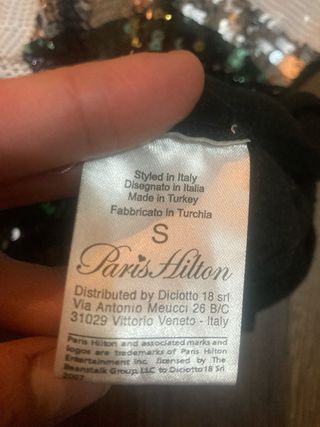 Styled in Italy
Disegnato in Italia
Made in Turkey
Fabbricato in Turchia
S
Paris Hilton
Distributed by Diciotto 18 srl
Via Antonio Meucci 26 B/C
31029 Vittorio Veneto - Italy
Paris Hilton and associated marks and
logos are trademarks of Paris Hilton
Entertainment Inc. licensed by The
Beanstalk Group, LLC to Diciotto18 Srl
2007